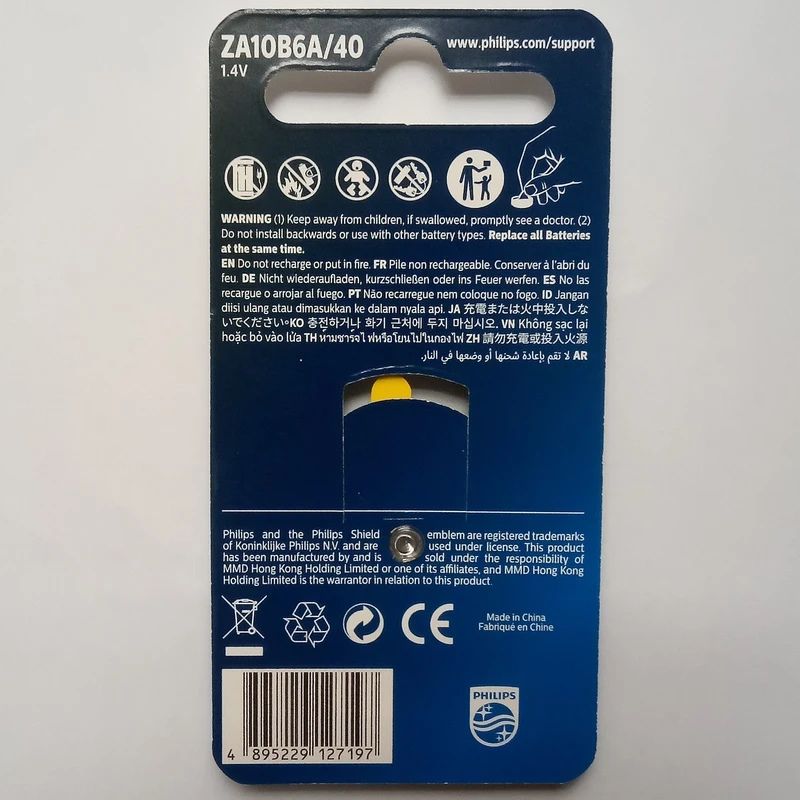 ZA10B6A/40
1.4V
www.philips.com/support
WARNING (1) Keep away from children, if swallowed, promptly see a doctor. (2)
Do not install backwards or use with other battery types. Replace all Batteries
at the same time.
EN Do not recharge or put in fire. FR Pile non rechargeable. Conserver à l'abri du
feu. DE Nicht wiederaufladen, kurzschließen oder ins Feuer werfen. ES No las
recargue o arrojar al fuego. PT Não recarregue nem coloque no fogo. ID Jangan
diisi ulang atau dimasukkan ke dalam nyala api. JA 充電または火中投入しな
いでください。KO 충전하거나 화기 근처에 두지 마십시오. VN Không sạc lại
hoặc bỏ vào lửa TH ห้ามชาร์จไฟหรือโยนไปในกองไฟ ZH 請勿充電或投入火源
AR لا تقم بإعادة شحنها أو وضعها في النار.
Philips and the Philips Shield emblem are registered trademarks
of Koninklijke Philips N.V. and are used under license. This product
has been manufactured by and is sold under the responsibility of
MMD Hong Kong Holding Limited or one of its affiliates, and MMD Hong Kong
Holding Limited is the warrantor in relation to this product.
CE
Made in China
Fabriqué en Chine
PHILIPS
4 895229 127197